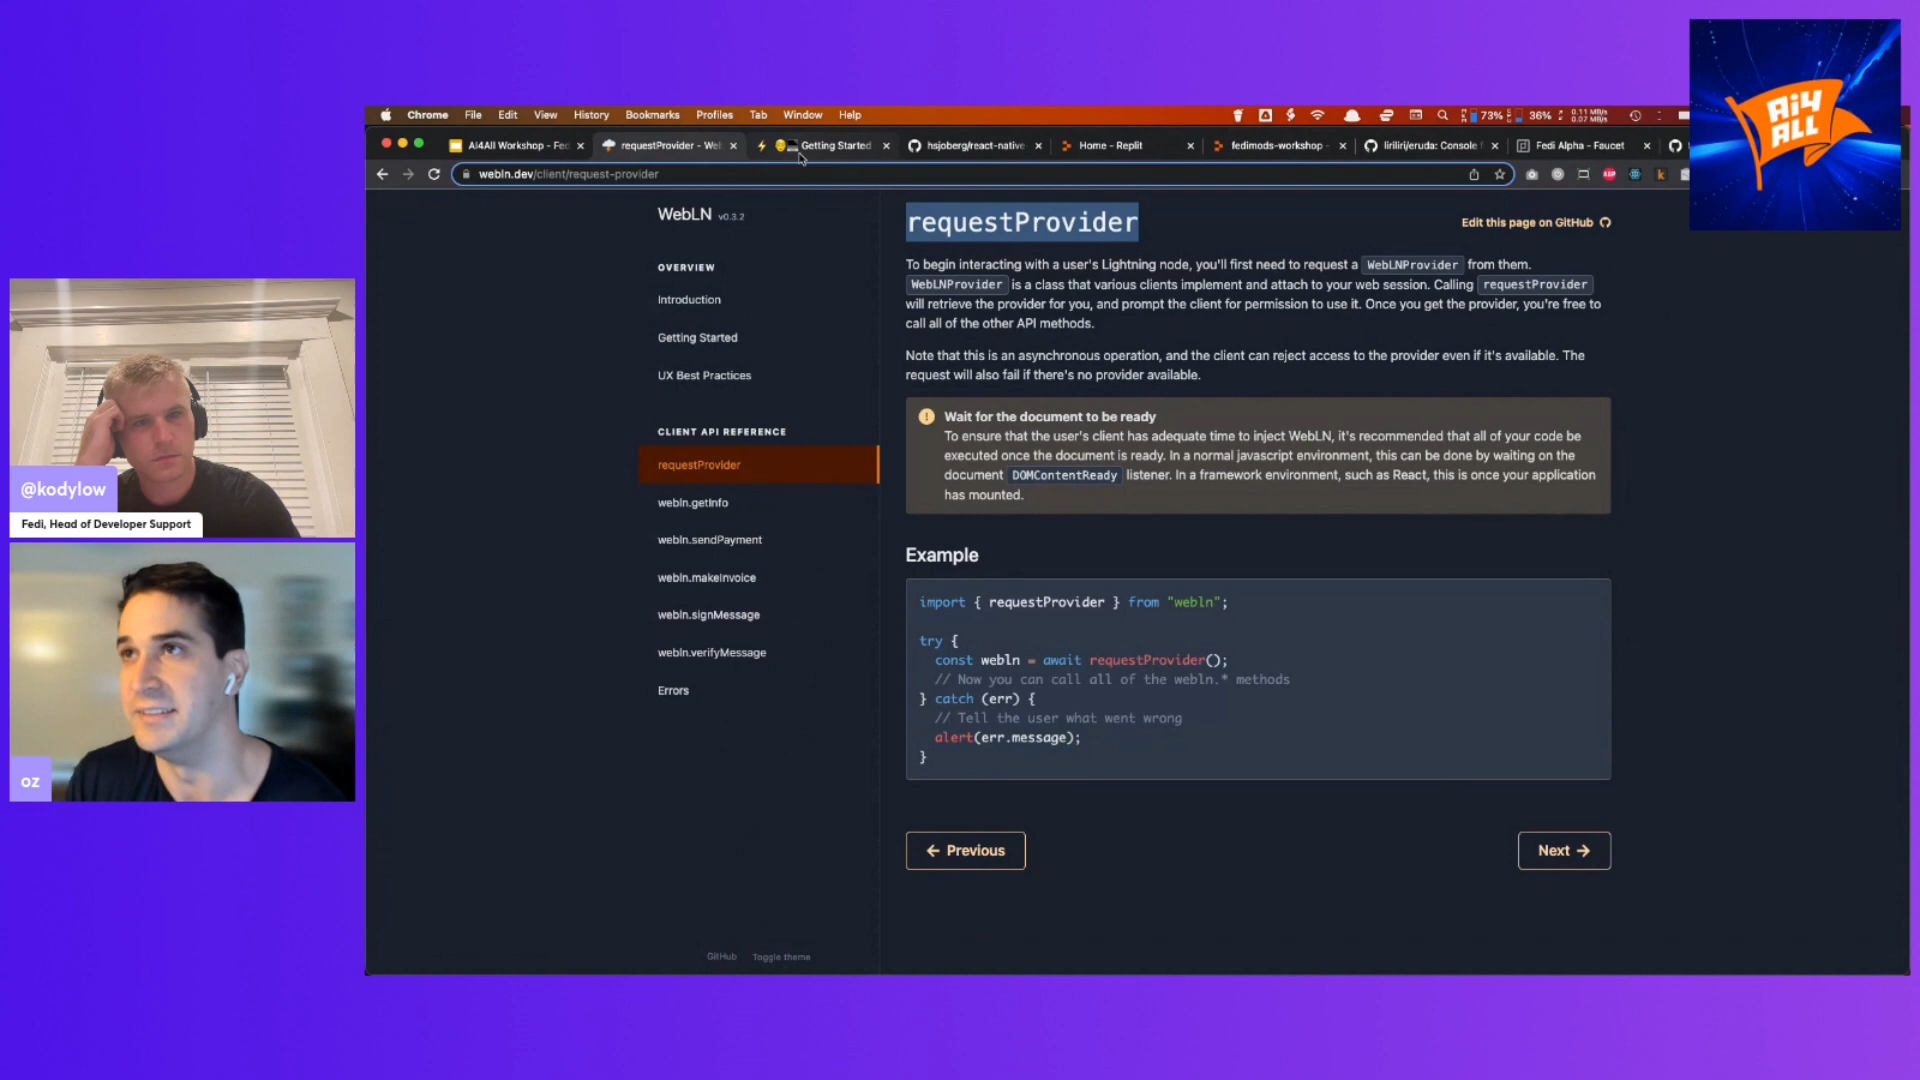 Ai4
ALL
Chrome File Edit View History Bookmarks Profiles Tab Window Help
73% 36% 0.11 MB/s
0.07 MB/s
AI4All Workshop - Fed
requestProvider - Web
Getting Started
hsjoberg/react-native
Home - Replit
fedimods-workshop -
liriliri/eruda: Console f
Fedi Alpha - Faucet
webln.dev/client/request-provider
WebLN v0.3.2
OVERVIEW
Introduction
Getting Started
UX Best Practices
CLIENT API REFERENCE
requestProvider
webln.getInfo
webln.sendPayment
webln.makeInvoice
webln.signMessage
webln.verifyMessage
Errors
GitHub Toggle theme
requestProvider
Edit this page on GitHub
To begin interacting with a user's Lightning node, you'll first need to request a WebLNProvider from them.
WebLNProvider is a class that various clients implement and attach to your web session. Calling requestProvider
will retrieve the provider for you, and prompt the client for permission to use it. Once you get the provider, you're free to
call all of the other API methods.
Note that this is an asynchronous operation, and the client can reject access to the provider even if it's available. The
request will also fail if there's no provider available.
Wait for the document to be ready
To ensure that the user's client has adequate time to inject WebLN, it's recommended that all of your code be
executed once the document is ready. In a normal javascript environment, this can be done by waiting on the
document DOMContentReady listener. In a framework environment, such as React, this is once your application
has mounted.
Example
import { requestProvider } from "webln";
try {
const webln = await requestProvider();
// Now you can call all of the webln.* methods
} catch (err) {
// Tell the user what went wrong
alert(err.message);
}
← Previous
Next →
@kodylow
Fedi, Head of Developer Support
oz